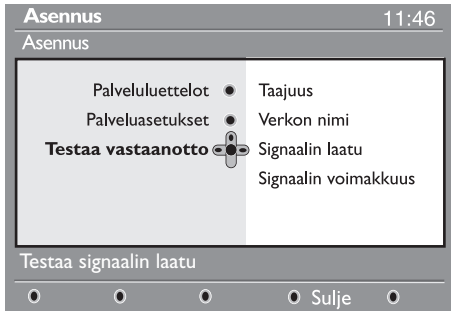 Asennus 11:46
Asennus
Palveluluettelot Taajuus
Palveluasetukset Verkon nimi
Testaa vastaanotto Signaalin laatu
Signaalin voimakkuus
Testaa signaalin laatu
Sulje